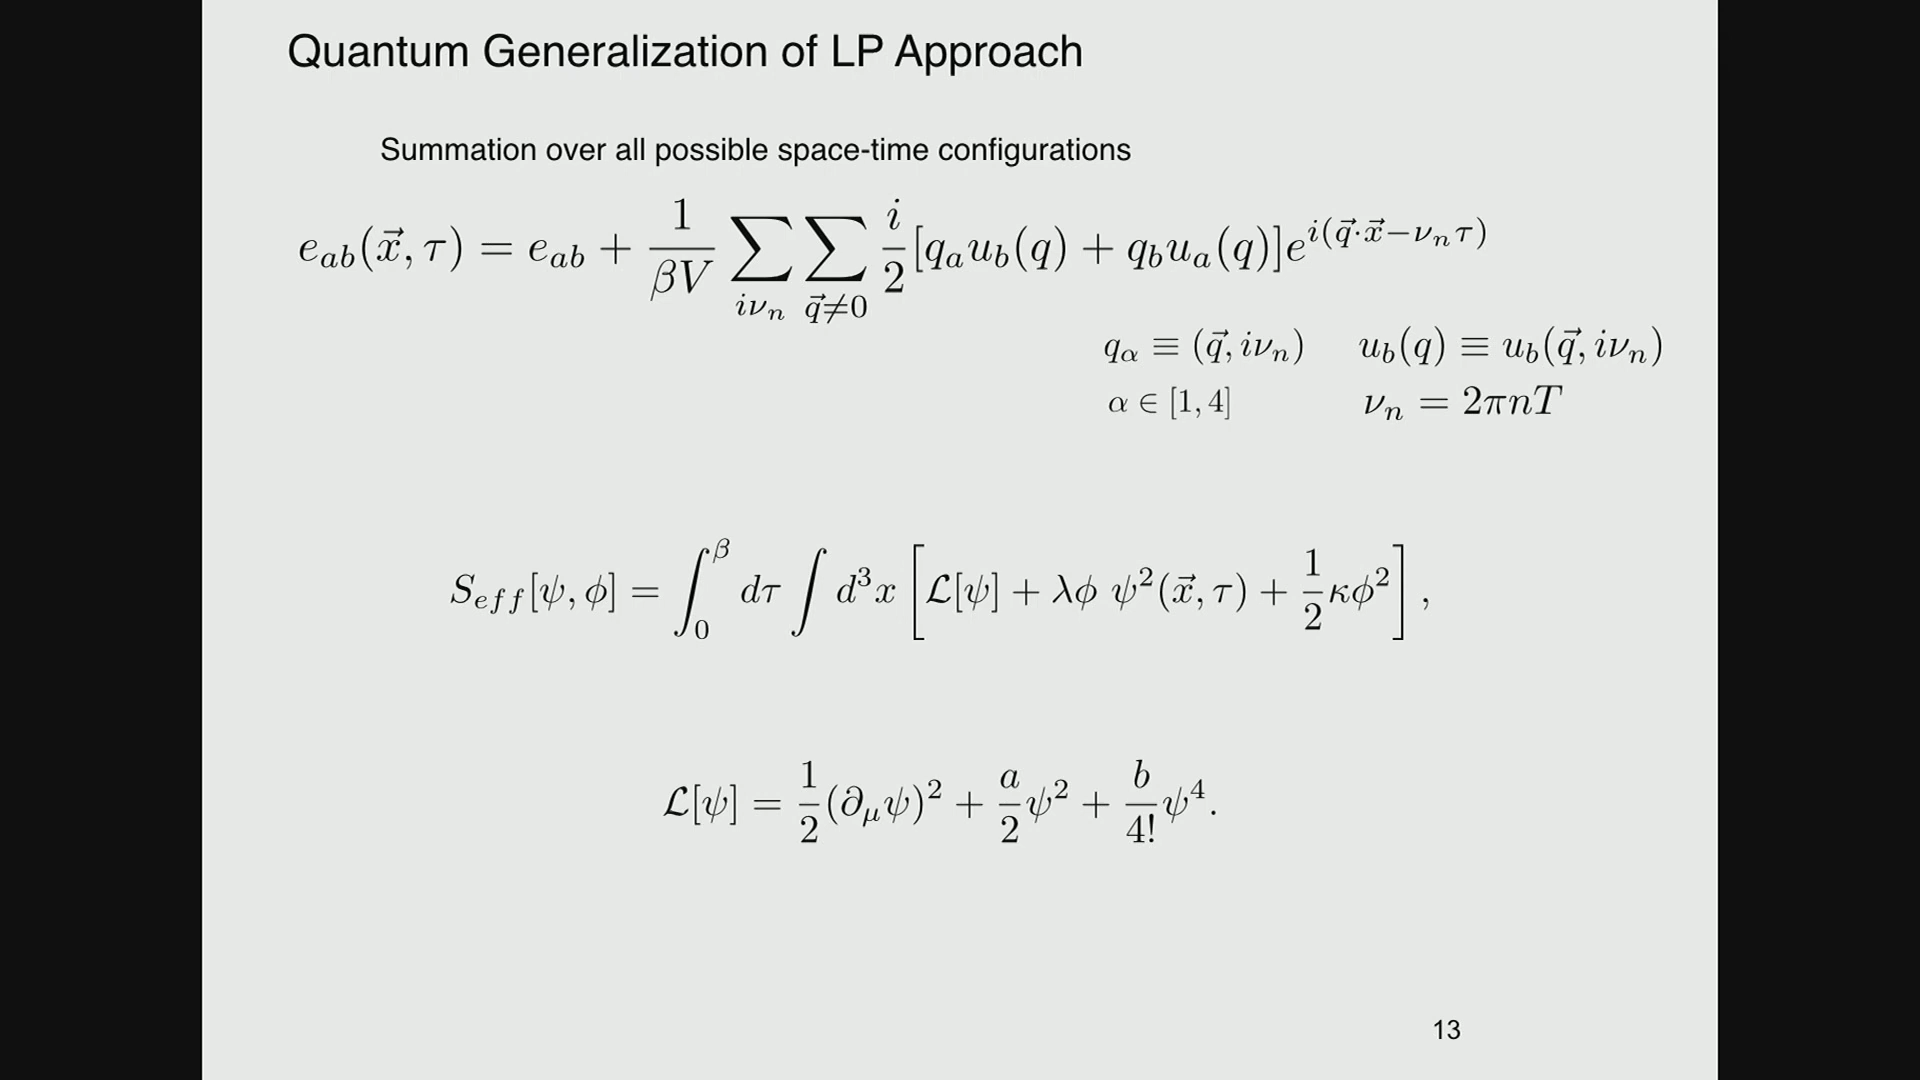 Quantum Generalization of LP Approach
Summation over all possible space-time configurations
$e_{ab}(\vec{x}, \tau) = e_{ab} + \frac{1}{\beta V} \sum_{i\nu_n} \sum_{\vec{q} \neq 0} \frac{i}{2} [q_a u_b(q) + q_b u_a(q)] e^{i(\vec{q} \cdot \vec{x} - \nu_n \tau)}$
$q_\alpha \equiv (\vec{q}, i\nu_n)$ $u_b(q) \equiv u_b(\vec{q}, i\nu_n)$
$\alpha \in [1, 4]$ $\nu_n = 2\pi n T$
$S_{eff}[\psi, \phi] = \int_0^\beta d\tau \int d^3x \left[ \mathcal{L}[\psi] + \lambda\phi \ \psi^2(\vec{x}, \tau) + \frac{1}{2} \kappa \phi^2 \right],$
$\mathcal{L}[\psi] = \frac{1}{2} (\partial_\mu \psi)^2 + \frac{a}{2} \psi^2 + \frac{b}{4!} \psi^4.$
13